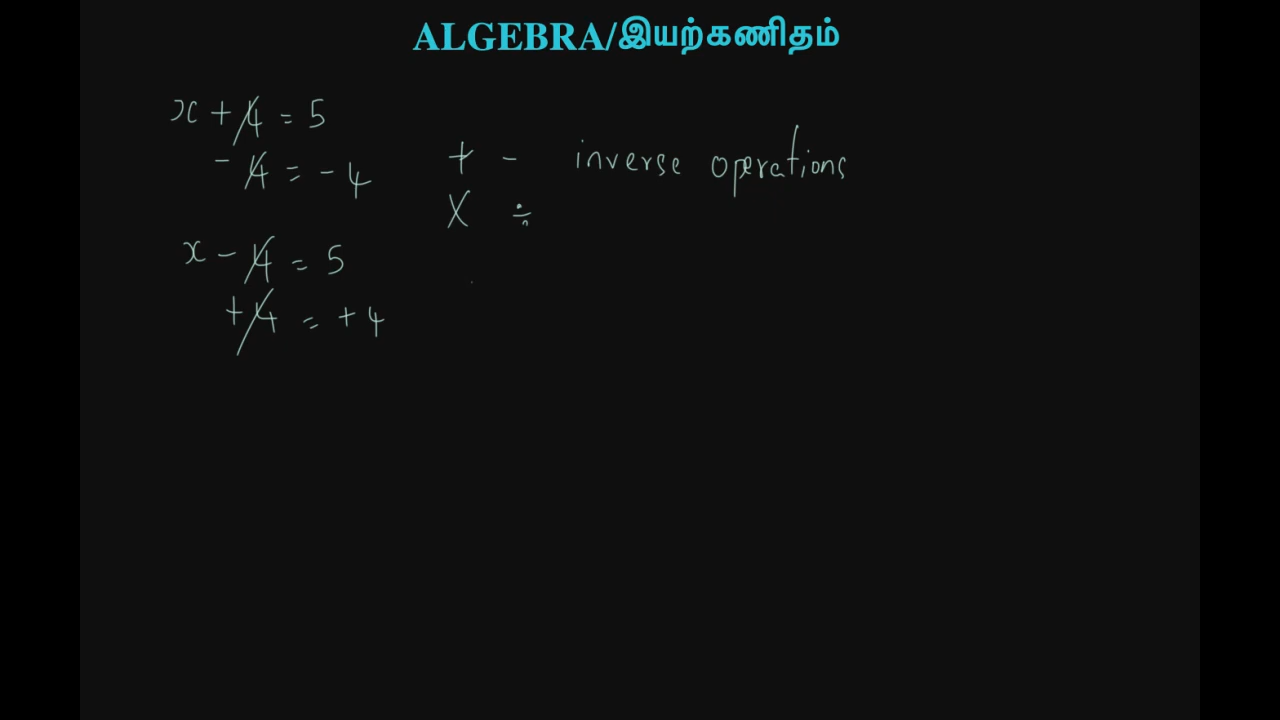 ALGEBRA/இயற்கணிதம்
x + 4 = 5
- 4 = - 4
+ - inverse operations
X ÷
x - 4 = 5
+ 4 = + 4